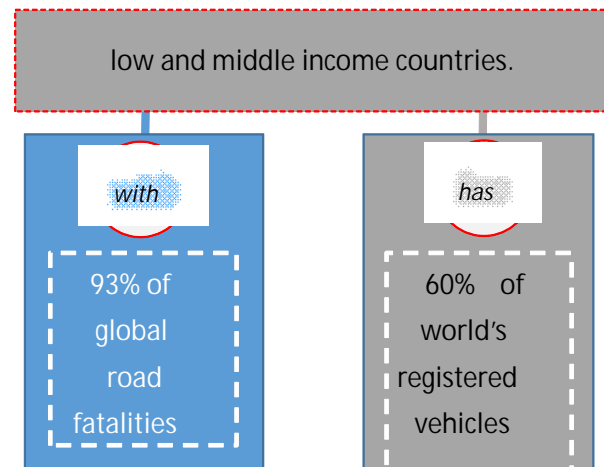 low and middle income countries.
with
93% of
global
road
fatalities
has
60% of
world's
registered
vehicles